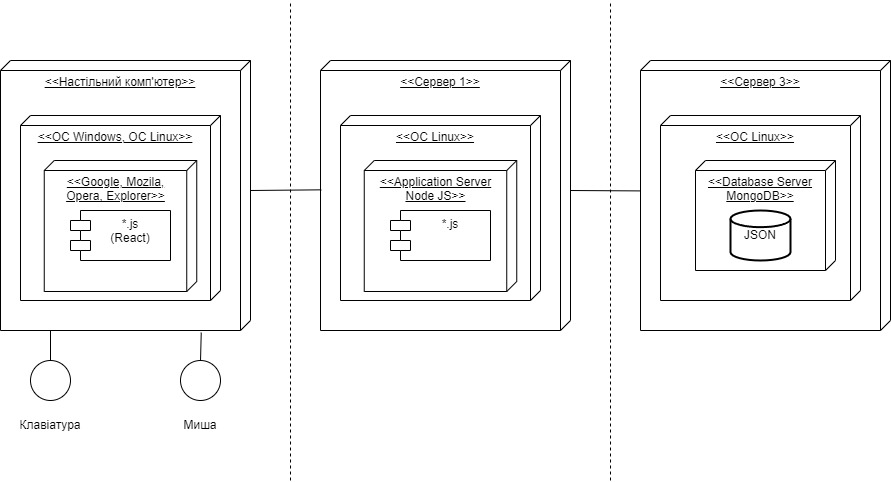 <<Настільний комп'ютер>>
<<ОС Windows, ОС Linux>>
<<Google, Mozila,
Opera, Explorer>>
*.js
(React)
Клавіатура
Миша
<<Сервер 1>>
<<ОС Linux>>
<<Application Server
Node JS>>
*.js
<<Сервер 3>>
<<ОС Linux>>
<<Database Server
MongoDB>>
JSON